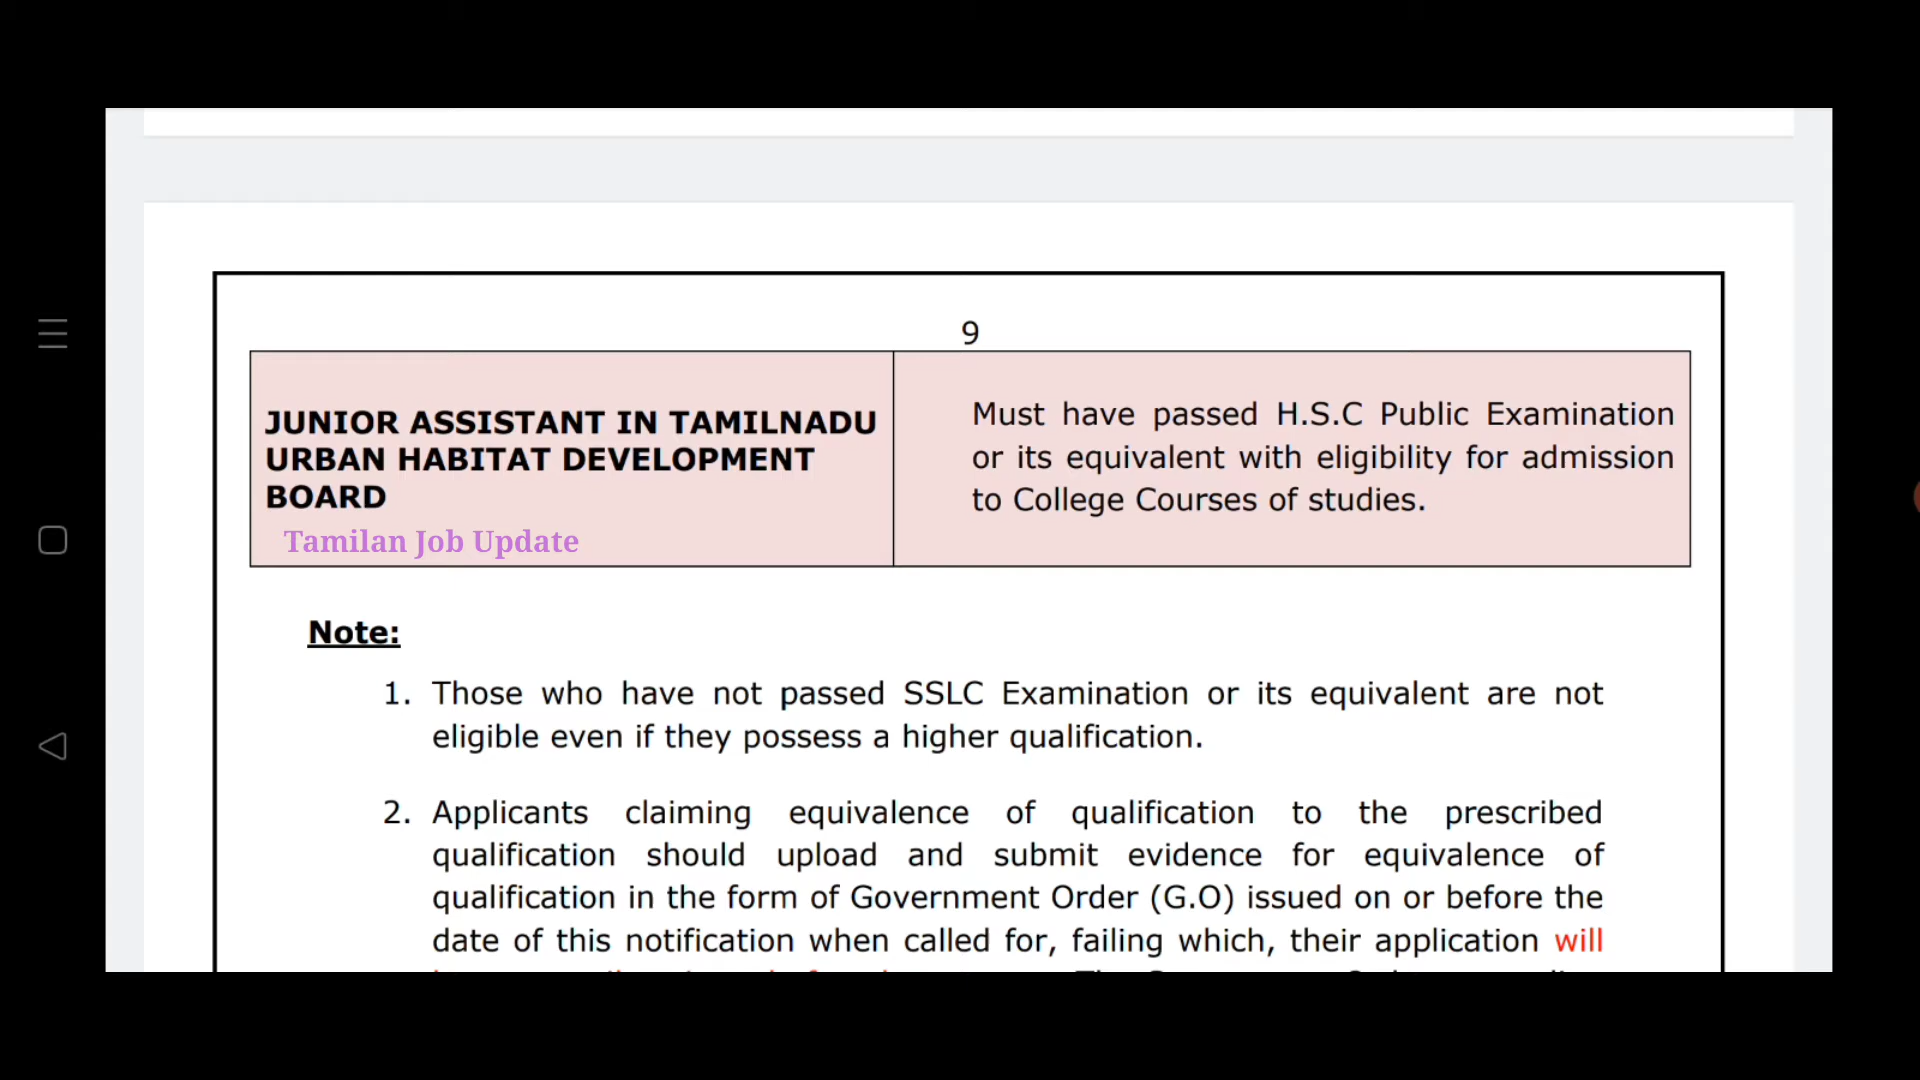 9
JUNIOR ASSISTANT IN TAMILNADU
URBAN HABITAT DEVELOPMENT
BOARD
Tamilan Job Update
Must have passed H.S.C Public Examination
or its equivalent with eligibility for admission
to College Courses of studies.
Note:
1. Those who have not passed SSLC Examination or its equivalent are not
eligible even if they possess a higher qualification.
2. Applicants claiming equivalence of qualification to the prescribed
qualification should upload and submit evidence for equivalence of
qualification in the form of Government Order (G.O) issued on or before the
date of this notification when called for, failing which, their application will